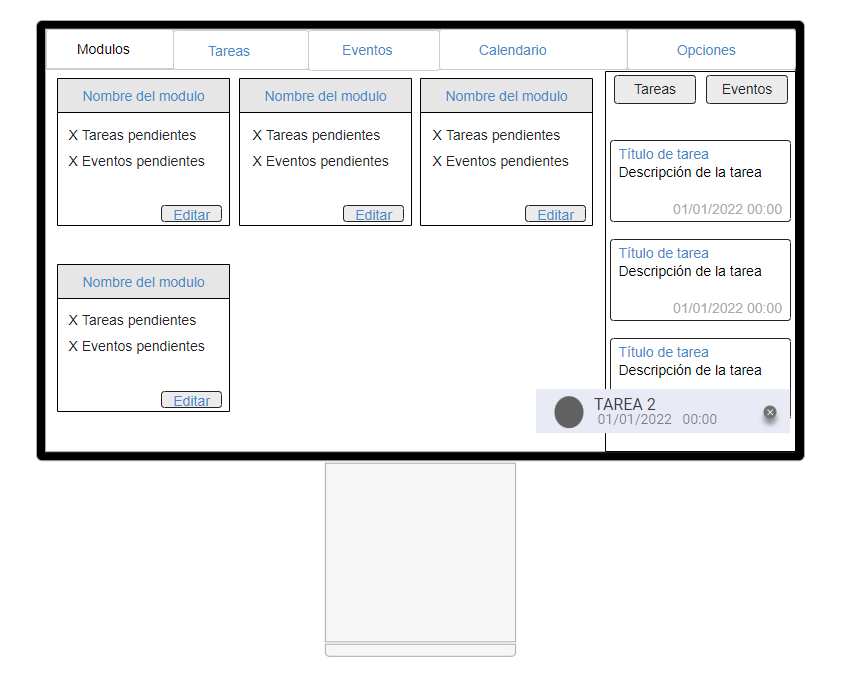 Modulos
Tareas
Eventos
Calendario
Opciones
Nombre del modulo
X Tareas pendientes
X Eventos pendientes
Editar
Nombre del modulo
X Tareas pendientes
X Eventos pendientes
Editar
Nombre del modulo
X Tareas pendientes
X Eventos pendientes
Editar
Nombre del modulo
X Tareas pendientes
X Eventos pendientes
Editar
Tareas
Eventos
Título de tarea
Descripción de la tarea
01/01/2022 00:00
Título de tarea
Descripción de la tarea
01/01/2022 00:00
Título de tarea
Descripción de la tarea
TAREA 2
01/01/2022 00:00